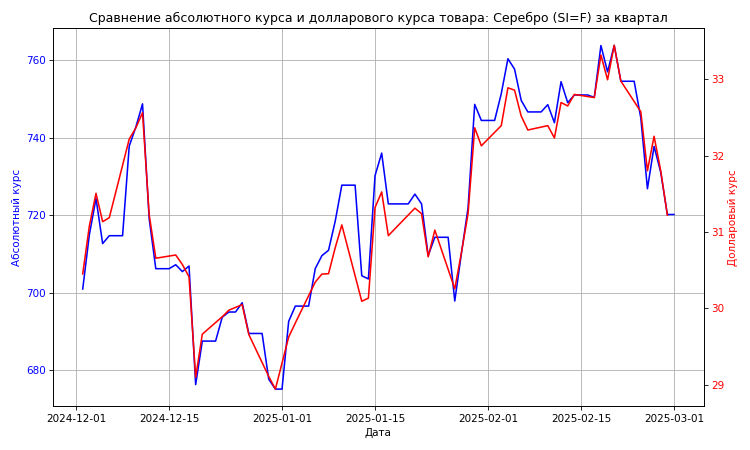 Сравнение абсолютного курса и долларового курса товара: Серебро (SI=F) за квартал
Абсолютный курс
760
740
720
700
680
33
32
31
30
29
Долларовый курс
2024-12-01 2024-12-15 2025-01-01 2025-01-15 2025-02-01 2025-02-15 2025-03-01
Дата